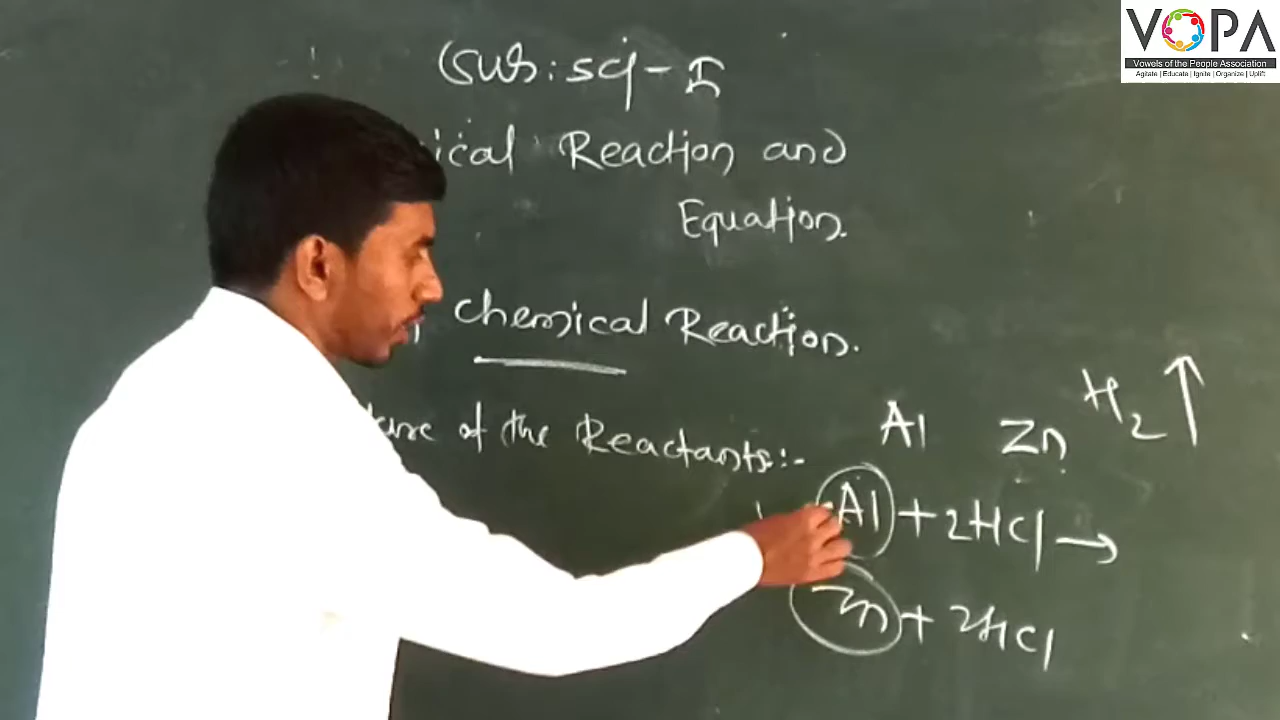 VOPA
Vowels of the People Association
Agitate | Educate | Ignite | Organize | Uplift
Sub: Sci - I
ical Reaction and
Equation.
chemical Reaction.
of the Reactants:-
Al Zn H2 ↑
Al + 2HCl →
Zn + 2HCl